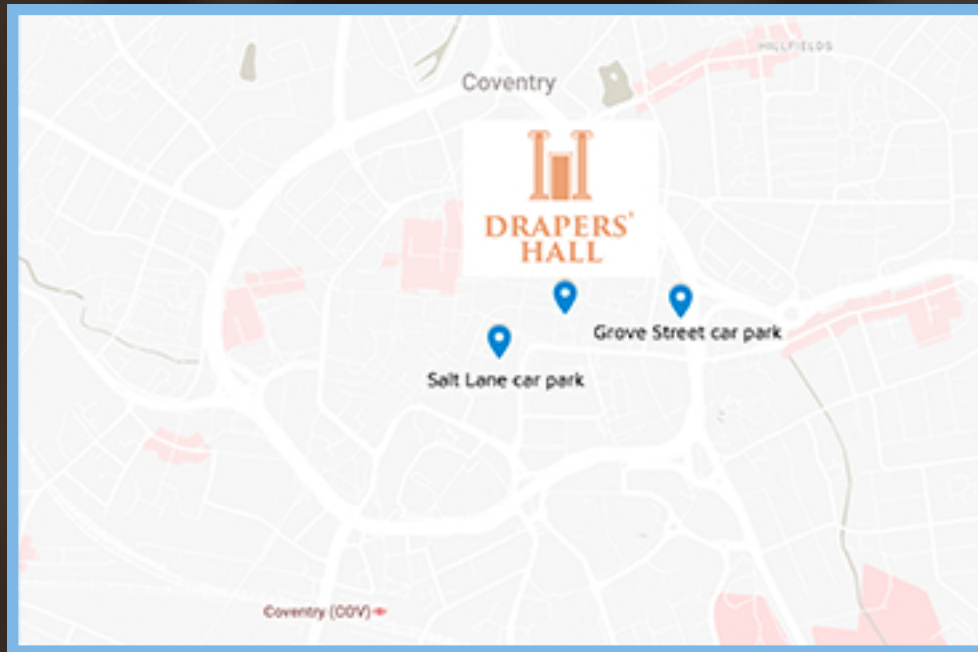 HILLFIELDS
Coventry
DRAPERS'
HALL
Grove Street car park
Salt Lane car park
Coventry (COV)